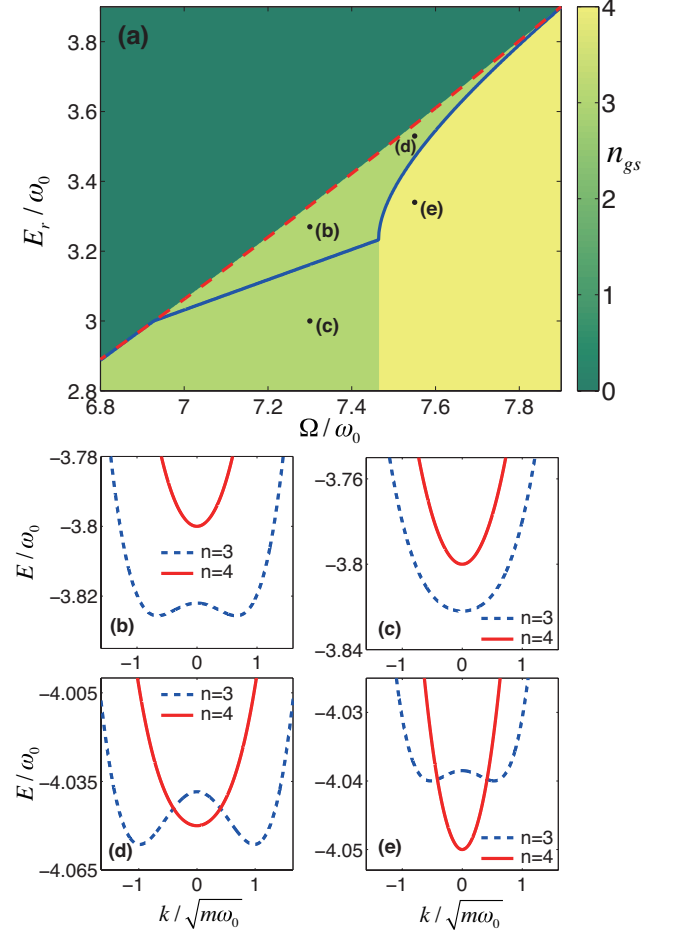 (a)
3.8
3.6
3.4
3.2
3
2.8
E_r/ω_0
(d)
(b)
(e)
(c)
6.8 7 7.2 7.4 7.6 7.8
Ω/ω_0
4
3
2
1
0
n_gs
−3.78
−3.8
−3.82
E/ω_0
n=3
n=4
(b)
−1 0 1
−3.76
−3.8
−3.84
n=3
n=4
(c)
−1 0 1
−4.005
−4.035
−4.065
E/ω_0
n=3
n=4
(d)
−1 0 1
k/√mω_0
−4.03
−4.04
−4.05
n=3
n=4
(e)
−1 0 1
k/√mω_0